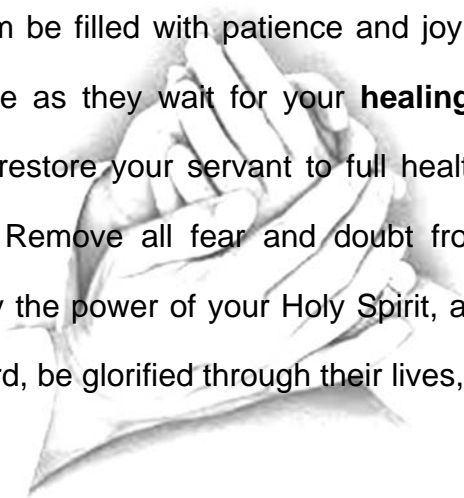 be filled with patience and joy
as they wait for your healing
restore your servant to full healt
Remove all fear and doubt fro
the power of your Holy Spirit, a
be glorified through their lives,